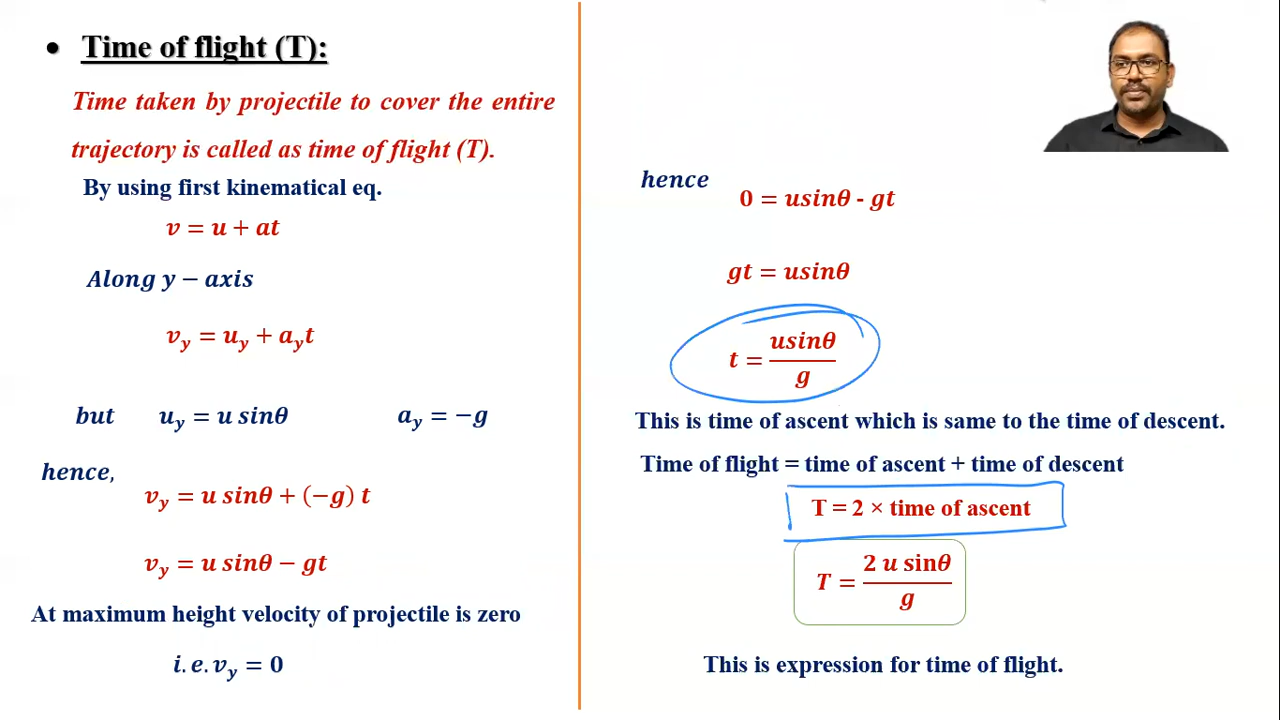 • Time of flight (T):
Time taken by projectile to cover the entire
trajectory is called as time of flight (T).
By using first kinematical eq.
v = u + at
Along y − axis
v_y = u_y + a_y t
but u_y = u sinθ a_y = −g
hence,
v_y = u sinθ + (−g) t
v_y = u sinθ − gt
At maximum height velocity of projectile is zero
i. e. v_y = 0
hence
0 = usinθ - gt
gt = usinθ
t = usinθ / g
This is time of ascent which is same to the time of descent.
Time of flight = time of ascent + time of descent
T = 2 × time of ascent
T = 2 u sinθ / g
This is expression for time of flight.